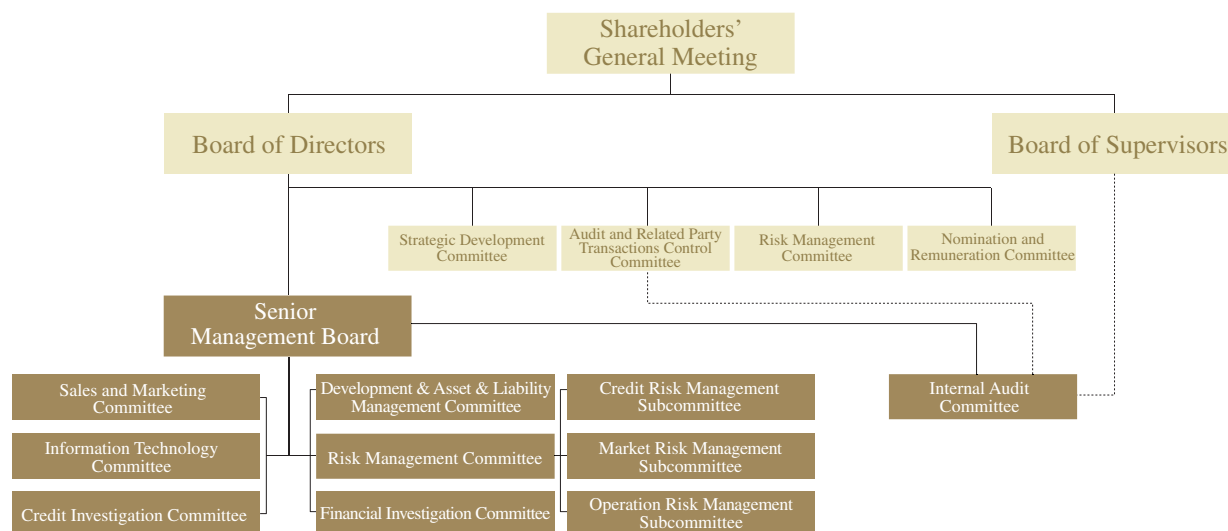 Shareholders’
General Meeting
Board of Directors
Board of Supervisors
Strategic Development
Committee
Audit and Related Party
Transactions Control
Committee
Risk Management
Committee
Nomination and
Remuneration Committee
Senior
Management Board
Sales and Marketing
Committee
Development & Asset & Liability
Management Committee
Credit Risk Management
Subcommittee
Internal Audit
Committee
Information Technology
Committee
Risk Management Committee
Market Risk Management
Subcommittee
Credit Investigation Committee
Financial Investigation Committee
Operation Risk Management
Subcommittee